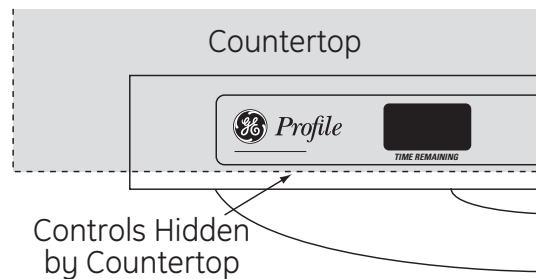 Countertop
GE Profile
TIME REMAINING
Controls Hidden
by Countertop